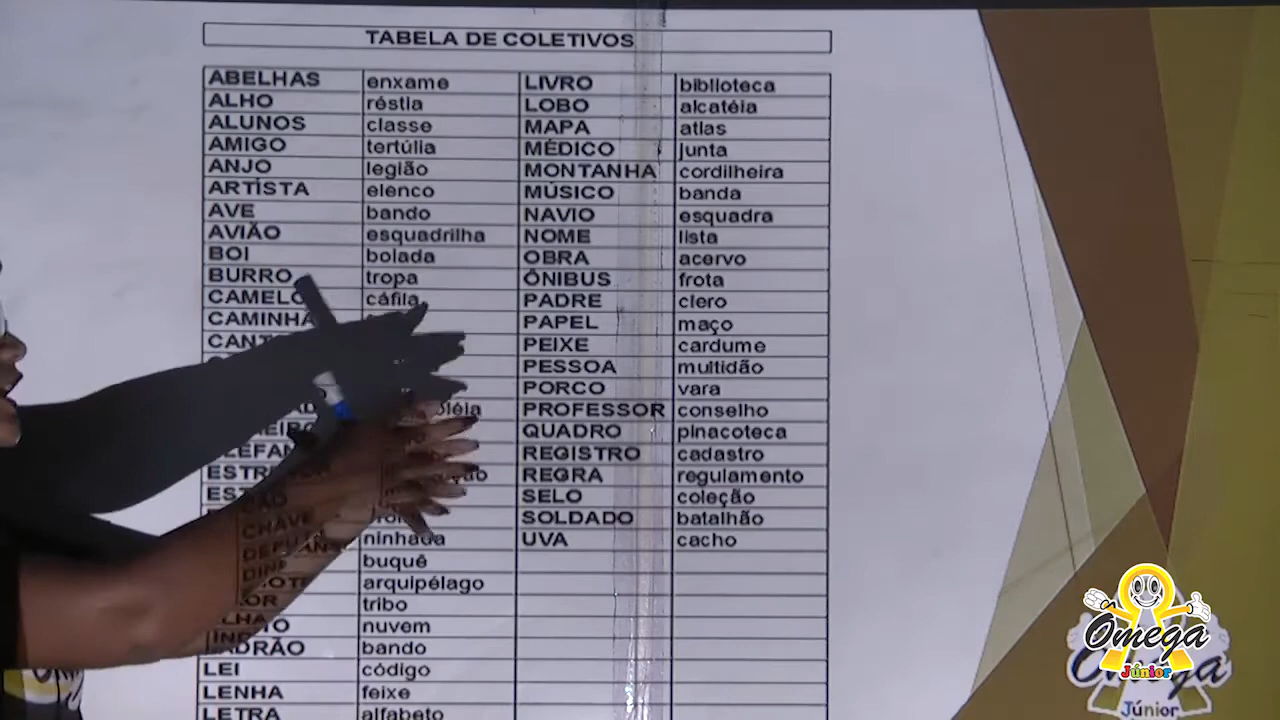 TABELA DE COLETIVOS
ABELHAS enxame LIVRO biblioteca
ALHO réstia LOBO alcatéia
ALUNOS classe MAPA atlas
AMIGO tertúlia MÉDICO junta
ANJO legião MONTANHA cordilheira
ARTISTA elenco MÚSICO banda
AVE bando NAVIO esquadra
AVIÃO esquadrilha NOME lista
BOI bolada OBRA acervo
BURRO tropa ÔNIBUS frota
CAMELO cáfila PADRE clero
PAPEL maço
PEIXE cardume
PESSOA multidão
PORCO vara
PROFESSOR conselho
QUADRO pinacoteca
REGISTRO cadastro
REGRA regulamento
SELO coleção
SOLDADO batalhão
ninhada UVA cacho
buquê
arquipélago
tribo
nuvem
bando
LEI código
LENHA feixe
LETRA alfabeto
CHAVE
Omega
Júnior
Júnior